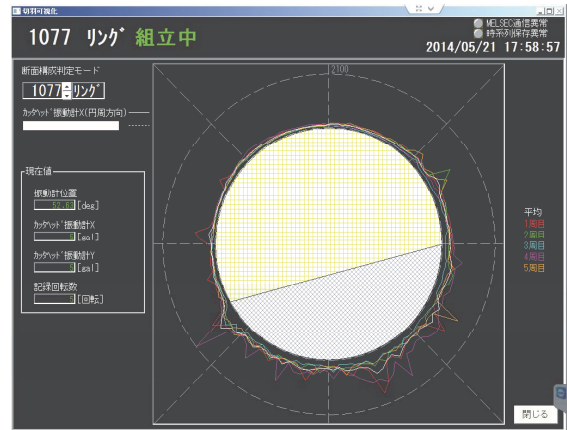 切羽可視化
1077 リング 組立中
MELSEC通信異常
時系列保存異常
2014/05/21 17:58:57
断面構成判定モード
1077 リング
カッタヘッド振動計X(円周方向)
2100
現在値
振動計位置
52.83 [deg]
カッタヘッド振動計X
[gal]
カッタヘッド振動計Y
[gal]
記録回転数
5 [回転]
平均
1周目
2周目
3周目
4周目
5周目
閉じる